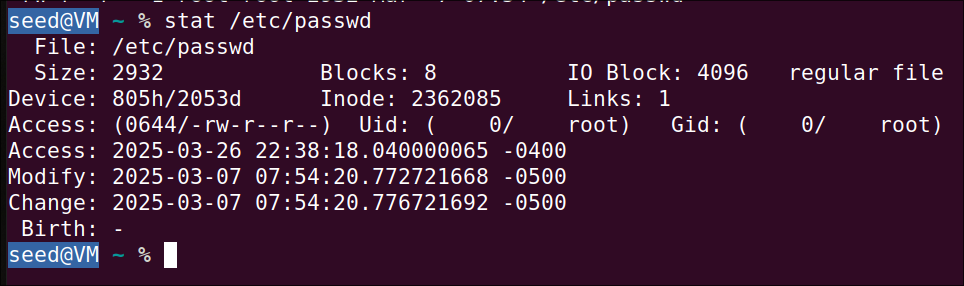 seed@VM ~ % stat /etc/passwd
  File: /etc/passwd
  Size: 2932            Blocks: 8          IO Block: 4096   regular file
Device: 805h/2053d      Inode: 2362085     Links: 1
Access: (0644/-rw-r--r--)  Uid: (    0/    root)   Gid: (    0/    root)
Access: 2025-03-26 22:38:18.040000065 -0400
Modify: 2025-03-07 07:54:20.772721668 -0500
Change: 2025-03-07 07:54:20.776721692 -0500
 Birth: -
seed@VM ~ %